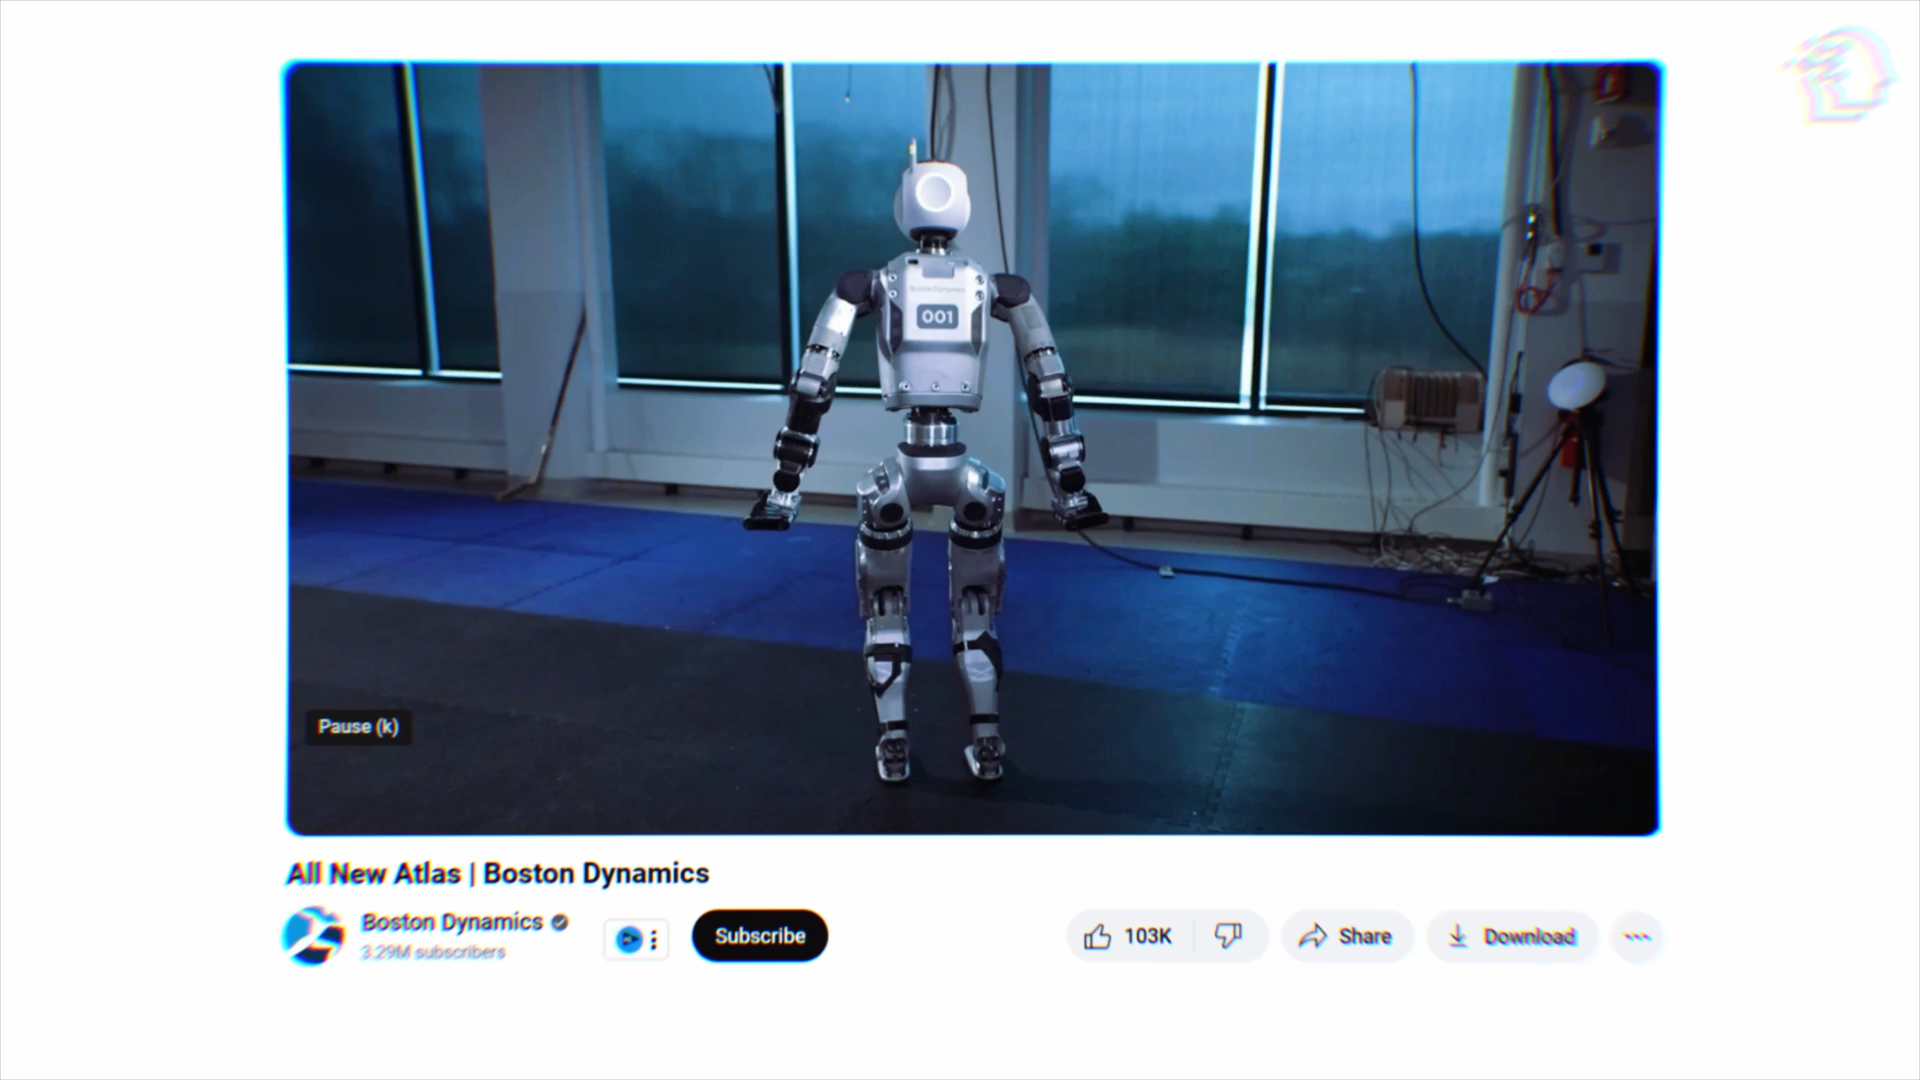 Boston Dynamics
001
Pause (k)
All New Atlas | Boston Dynamics
Boston Dynamics
3.29M subscribers
Subscribe
103K
Share
Download